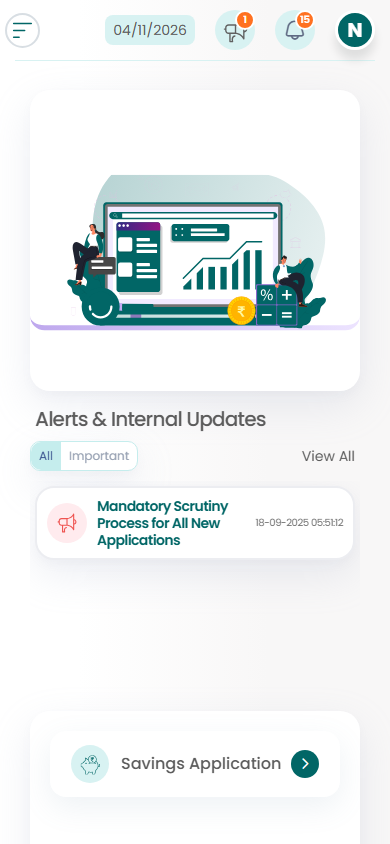 04/11/2026
1
15
N
₹
%
+
−
=
Alerts & Internal Updates
All
Important
View All
Mandatory Scrutiny
Process for All New
Applications
18-09-2025 05:51:12
Savings Application